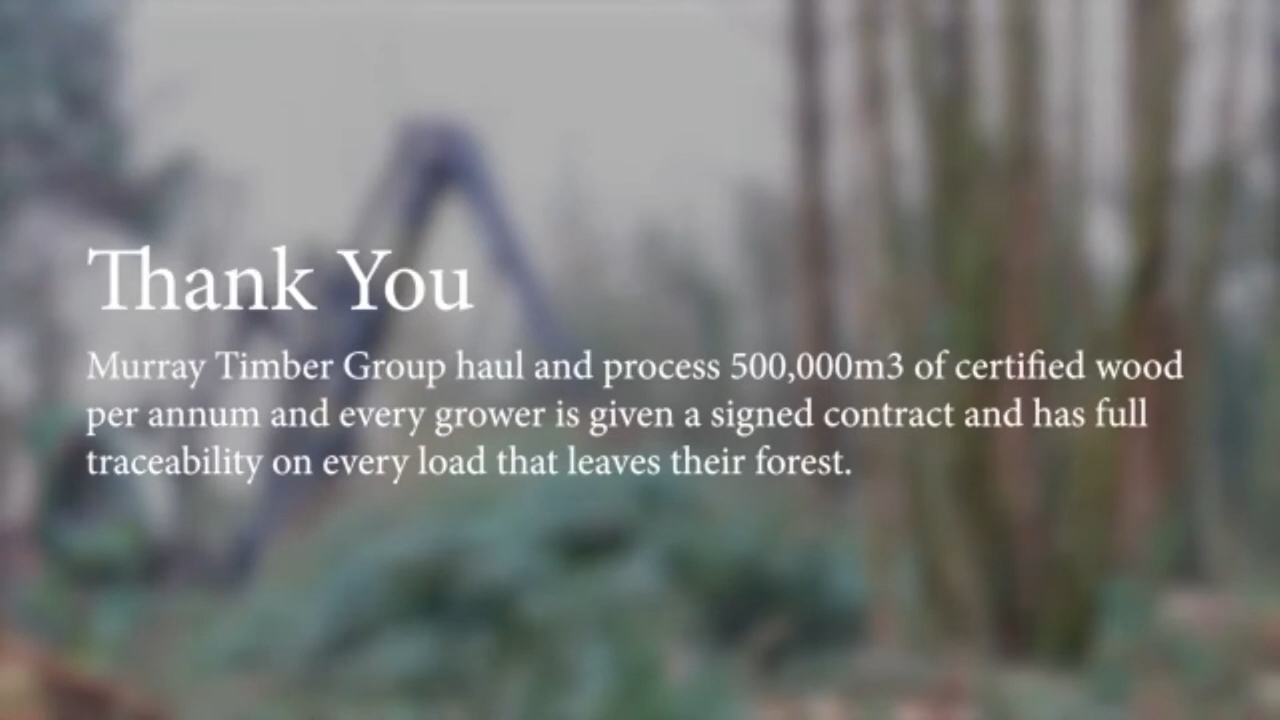 Thank You
Murray Timber Group haul and process 500,000m3 of certified wood
per annum and every grower is given a signed contract and has full
traceability on every load that leaves their forest.